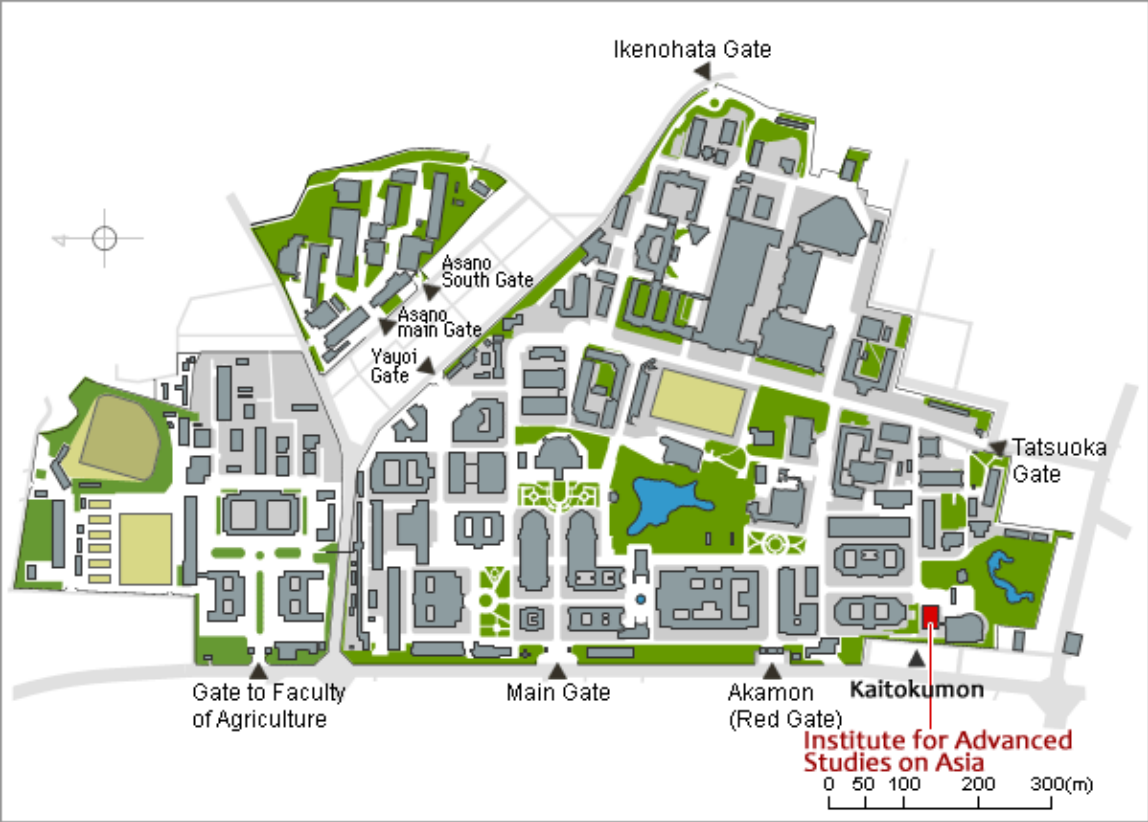 Ikenohata Gate
Asano
South Gate
Asano
main Gate
Yayoi
Gate
Tatsuoka
Gate
Gate to Faculty
of Agriculture
Main Gate
Akamon
(Red Gate)
Kaitokumon
Institute for Advanced
Studies on Asia
0 50 100 200 300(m)